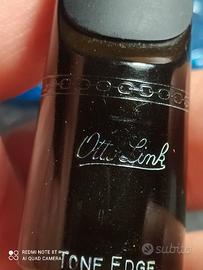 Otto Link
TONE EDGE
REDMI NOTE 8T
AI QUAD CAMERA
subito